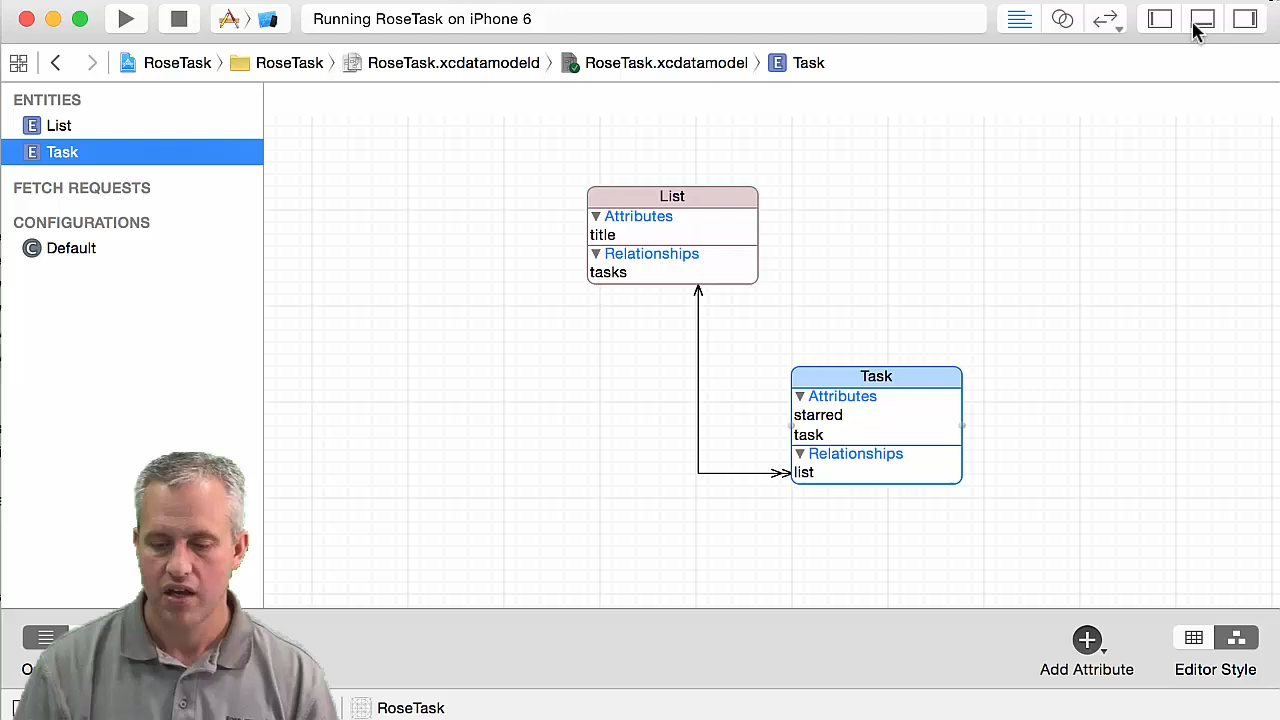 Running RoseTask on iPhone 6
RoseTask
RoseTask
RoseTask.xcdatamodeld
RoseTask.xcdatamodel
E Task
ENTITIES
E List
E Task
FETCH REQUESTS
CONFIGURATIONS
C Default
List
Attributes
title
Relationships
tasks
Task
Attributes
starred
task
Relationships
list
Add Attribute
Editor Style
RoseTask